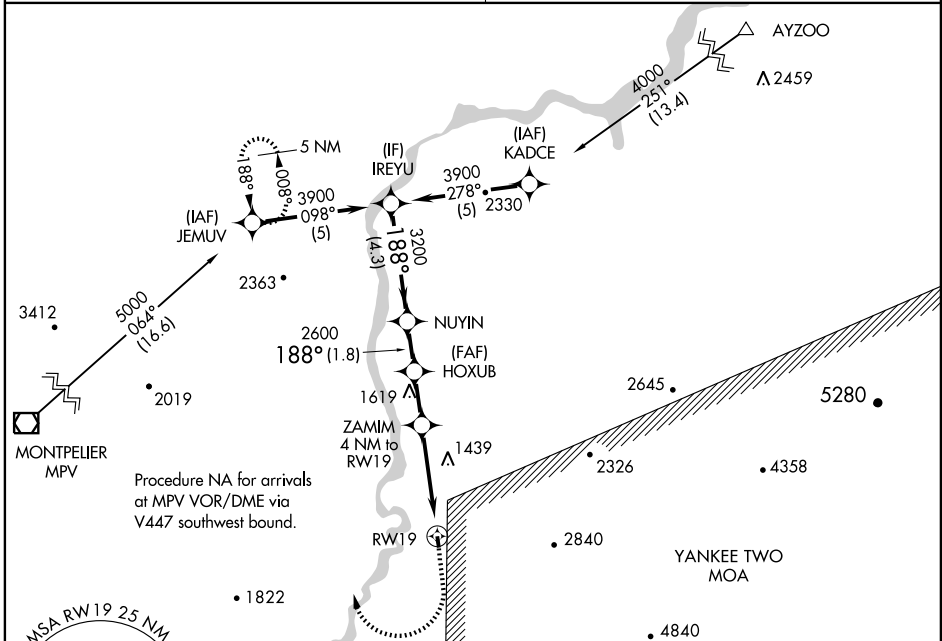 AYZOO
2459
4000
251°
(13.4)
5 NM
(IF)
IREYU
(IAF)
KADCE
188°
008°
3900
098°
(5)
3900
278°
(5)
2330
(IAF)
JEMUV
3200
188°
(4.3)
2363
5000
064°
(16.6)
3412
NUYIN
2600
188° (1.8)
(FAF)
HOXUB
2019
1619
2645
5280
MONTPELIER
MPV
ZAMIM
4 NM to
RW19
1439
2326
4358
Procedure NA for arrivals
at MPV VOR/DME via
V447 southwest bound.
RW19
2840
YANKEE TWO
MOA
1822
MSA RW19 25 NM
4840